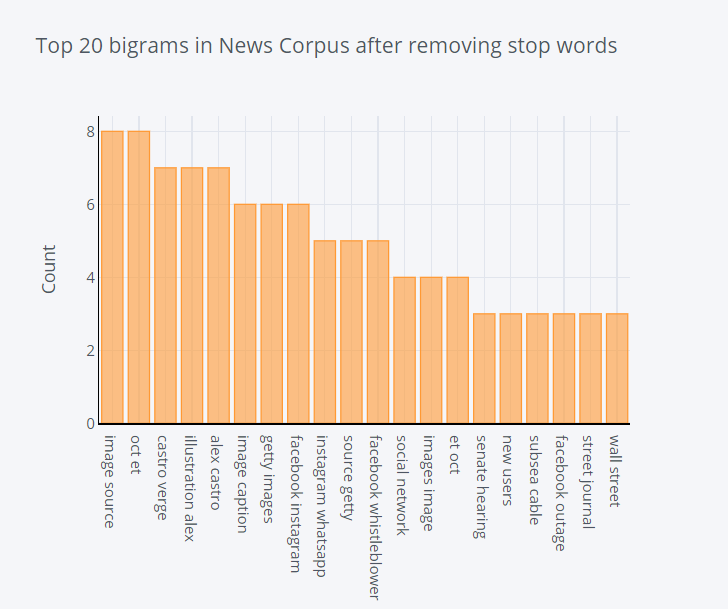 Top 20 bigrams in News Corpus after removing stop words
Count
8
6
4
2
0
image source
oct et
castro verge
illustration alex
alex castro
image caption
getty images
facebook instagram
instagram whatsapp
source getty
facebook whistleblower
social network
images image
et oct
senate hearing
new users
subsea cable
facebook outage
street journal
wall street